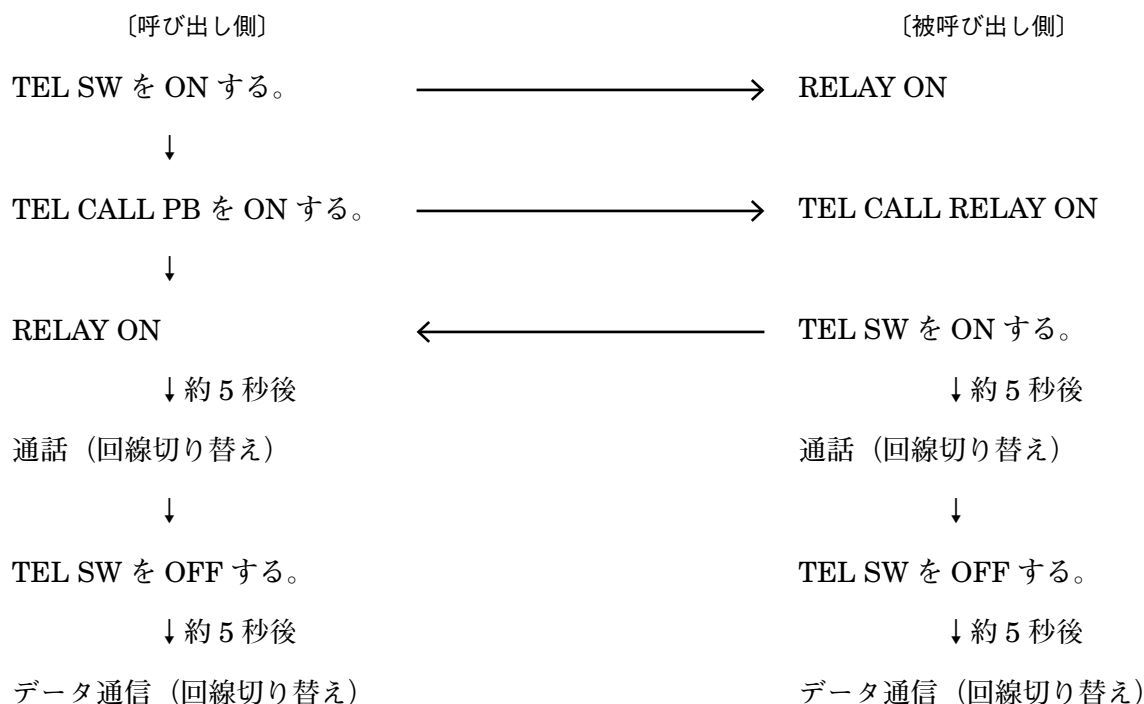 〔呼び出し側〕 〔被呼び出し側〕
TEL SW を ON する。 → RELAY ON
↓
TEL CALL PB を ON する。 → TEL CALL RELAY ON
↓
RELAY ON ← TEL SW を ON する。
↓約 5 秒後 ↓約 5 秒後
通話（回線切り替え） 通話（回線切り替え）
↓ ↓
TEL SW を OFF する。 TEL SW を OFF する。
↓約 5 秒後 ↓約 5 秒後
データ通信（回線切り替え） データ通信（回線切り替え）